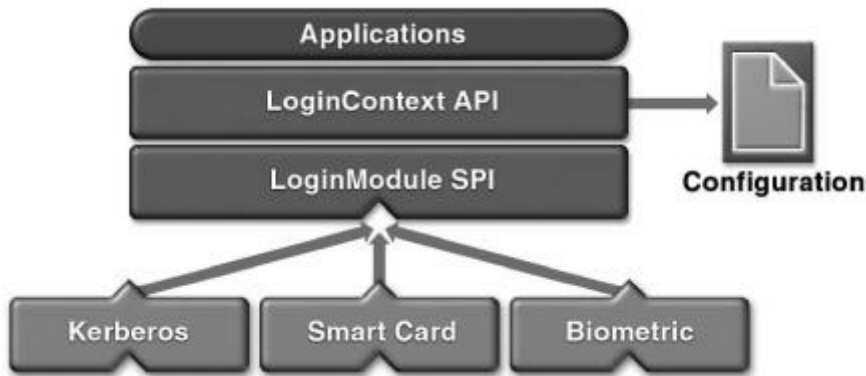 Applications
LoginContext API
LoginModule SPI
Configuration
Kerberos
Smart Card
Biometric